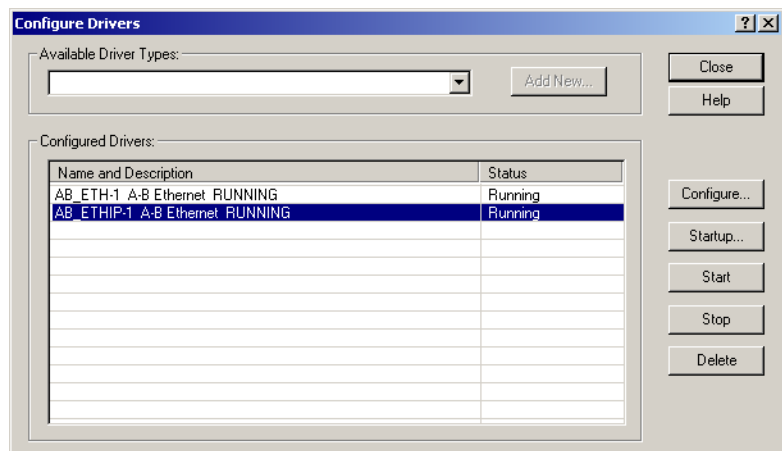 Configure Drivers
Available Driver Types:
Add New...
Close
Help
Configured Drivers:
Name and Description Status
AB_ETH-1 A-B Ethernet RUNNING Running
AB_ETHIP-1 A-B Ethernet RUNNING Running
Configure...
Startup...
Start
Stop
Delete